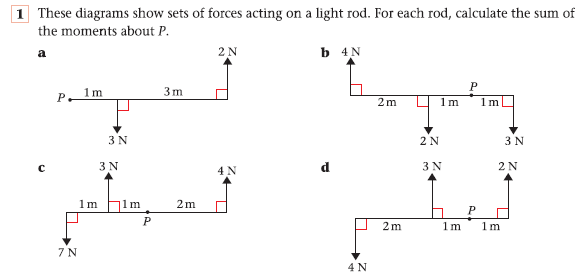 1 These diagrams show sets of forces acting on a light rod. For each rod, calculate the sum of
the moments about P.
a
2 N
P
1 m
3 m
3 N
b
4 N
2 m
1 m
P
1 m
2 N
3 N
c
3 N
4 N
1 m
1 m
2 m
P
7 N
d
3 N
2 N
2 m
1 m
P
1 m
4 N